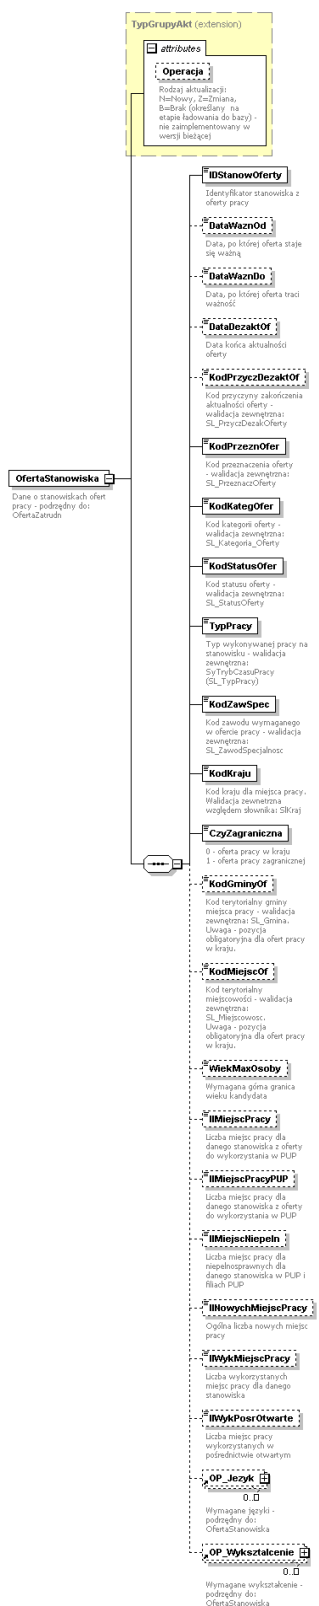 TypGrupyAkt (extension)
attributes
Operacja
Rodzaj aktualizacji:
N=Nowy, Z=Zmiana,
B=Brak (określany na
etapie ładowania do bazy) -
nie zaimplementowany w
wersji bieżącej
IDStanowOferty
Identyfikator stanowiska z
oferty pracy
DataWaznOd
Data, po której oferta staje
się ważną
DataWaznDo
Data, po której oferta traci
ważność
DataDezaktOf
Data końca aktualności
oferty
KodPrzyczDezaktOf
Kod przyczyny zakończenia
aktualności oferty -
walidacja zewnętrzna:
SL_PrzyczDezakOferty
KodPrzeznOfer
Kod przeznaczenia oferty
- walidacja zewnętrzna:
SL_PrzeznaczOferty
OfertaStanowiska
Dane o stanowiskach ofert
pracy - podrzędny do:
OfertaZatrudn
KodKategOfer
Kod kategorii oferty -
walidacja zewnętrzna:
SL_Kategoria_Oferty
KodStatusOfer
Kod statusu oferty -
walidacja zewnętrzna:
SL_StatusOferty
TypPracy
Typ wykonywanej pracy na
stanowisku - walidacja
zewnętrzna:
SyTrybCzasuPracy
(SL_TypPracy)
KodZawSpec
Kod zawodu wymaganego
w ofercie pracy - walidacja
zewnętrzna:
SL_ZawodSpecjalnosc
KodKraju
Kod kraju dla miejsca pracy.
Walidacja zewnetrzna
względem słownika: SlKraj
CzyZagraniczna
0 - oferta pracy w kraju
1 - oferta pracy zagranicznej
KodGminyOf
Kod terytorialny gminy
miejsca pracy - walidacja
zewnętrzna: SL_Gmina.
Uwaga - pozycja
obligatoryjna dla ofert pracy
w kraju.
KodMiejscOf
Kod terytorialny
miejscowości - walidacja
zewnętrzna:
SL_Miejscowosc.
Uwaga - pozycja
obligatoryjna dla ofert pracy
w kraju.
WiekMaxOsoby
Wymagana górna granica
wieku kandydata
IlMiejscPracy
Liczba miejsc pracy dla
danego stanowiska z oferty
do wykorzystania w PUP
IlMiejscPracyPUP
Liczba miejsc pracy dla
danego stanowiska z oferty
do wykorzystania w PUP
IlMiejscNiepeln
Liczba miejsc pracy dla
niepełnosprawnych dla
danego stanowiska w PUP i
filiach PUP
IlNowychMiejscPracy
Ogólna liczba nowych miejsc
pracy
IlWykMiejscPracy
Liczba wykorzystanych
miejsc pracy dla danego
stanowiska
IlWykPosrOtwarte
Liczba miejsc pracy
wykorzystanych w
pośrednictwie otwartym
OP_Jezyk
0..
Wymagane języki -
podrzędny do:
OfertaStanowiska
OP_Wyksztalcenie
0..
Wymagane wykształcenie -
podrzędny do:
OfertaStanowiska